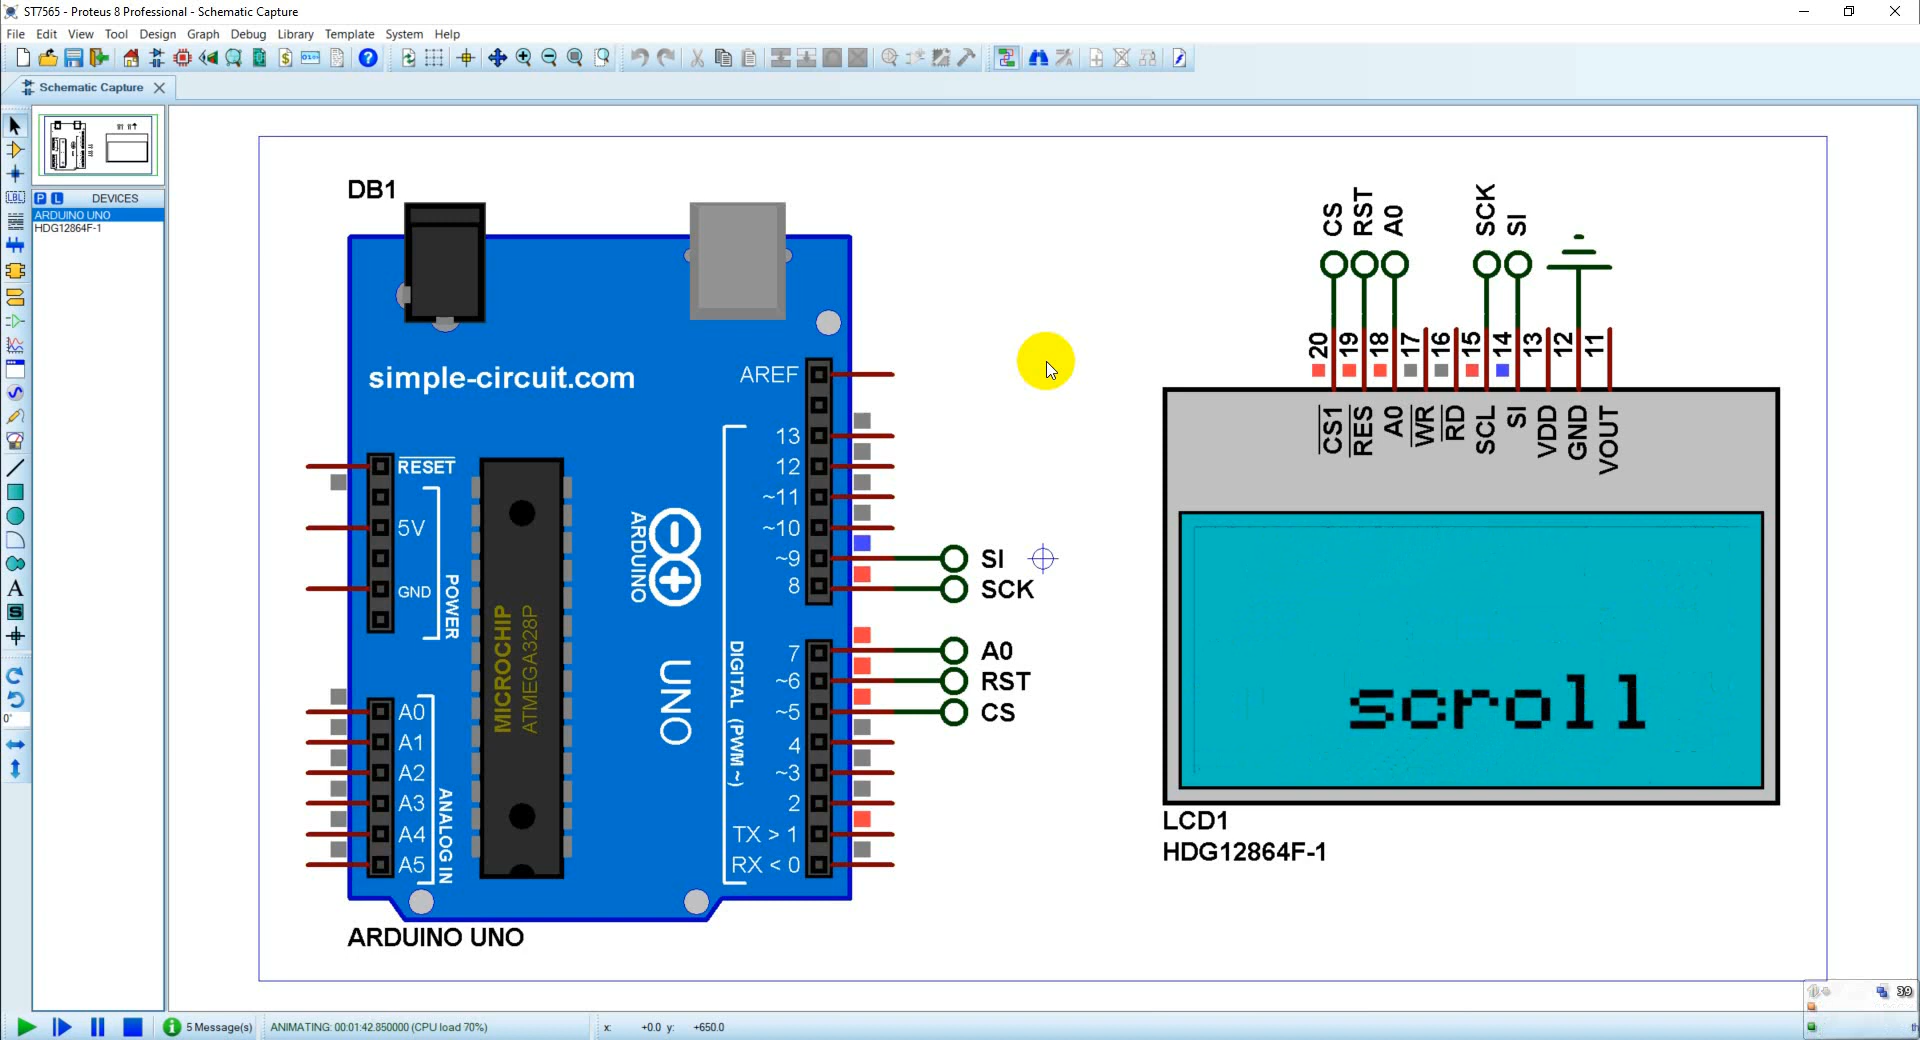 ST7565 - Proteus 8 Professional - Schematic Capture
File Edit View Tool Design Graph Debug Library Template System Help
Schematic Capture
P L DEVICES
ARDUINO UNO
HDG12864F-1
LBL
A
S
0°
DB1
simple-circuit.com
RESET
5V
GND
POWER
A0
A1
A2
A3
A4
A5
ANALOG IN
MICROCHIP
ATMEGA328P
ARDUINO
UNO
AREF
13
12
~11
~10
~9
8
7
~6
~5
4
~3
2
TX > 1
RX < 0
DIGITAL (PWM ~)
SI
SCK
A0
RST
CS
ARDUINO UNO
CS RST A0 SCK SI
20 19 18 17 16 15 14 13 12 11
CS1 RES A0 WR RD SCL SI VDD GND VOUT
scroll
LCD1
HDG12864F-1
39
5 Message(s) ANIMATING: 00:01:42.850000 (CPU load 70%) x: +0.0 y: +650.0
th